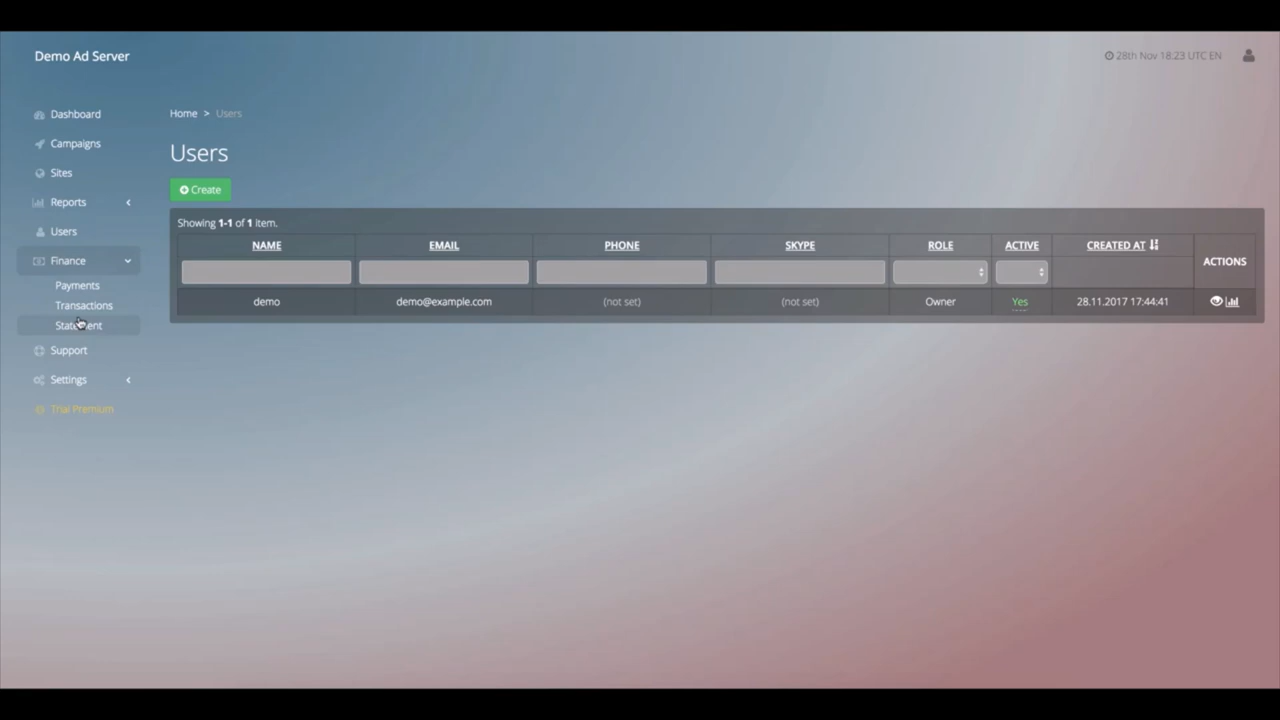 Demo Ad Server
28th Nov 18:23 UTC EN
Dashboard
Campaigns
Sites
Reports
Users
Finance
Payments
Transactions
Statement
Support
Settings
Trial Premium
Home > Users
Users
Create
Showing 1-1 of 1 item.
NAME EMAIL PHONE SKYPE ROLE ACTIVE CREATED AT ACTIONS
demo demo@example.com (not set) (not set) Owner Yes 28.11.2017 17:44:41